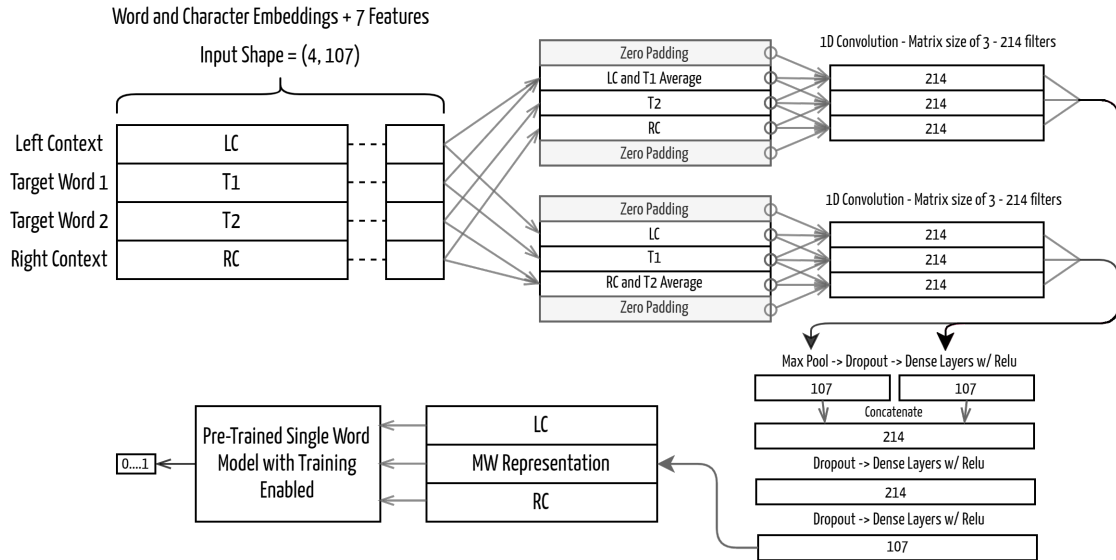 Word and Character Embeddings + 7 Features
Input Shape = (4, 107)
Left Context
LC
Target Word 1
T1
Target Word 2
T2
Right Context
RC
Zero Padding
LC and T1 Average
T2
RC
Zero Padding
1D Convolution - Matrix size of 3 - 214 filters
214
214
214
Zero Padding
LC
T1
RC and T2 Average
Zero Padding
1D Convolution - Matrix size of 3 - 214 filters
214
214
214
Max Pool -> Dropout -> Dense Layers w/ Relu
107 107
Concatenate
214
Dropout -> Dense Layers w/ Relu
214
Dropout -> Dense Layers w/ Relu
107
LC
MW Representation
RC
Pre-Trained Single Word
Model with Training
Enabled
0....1